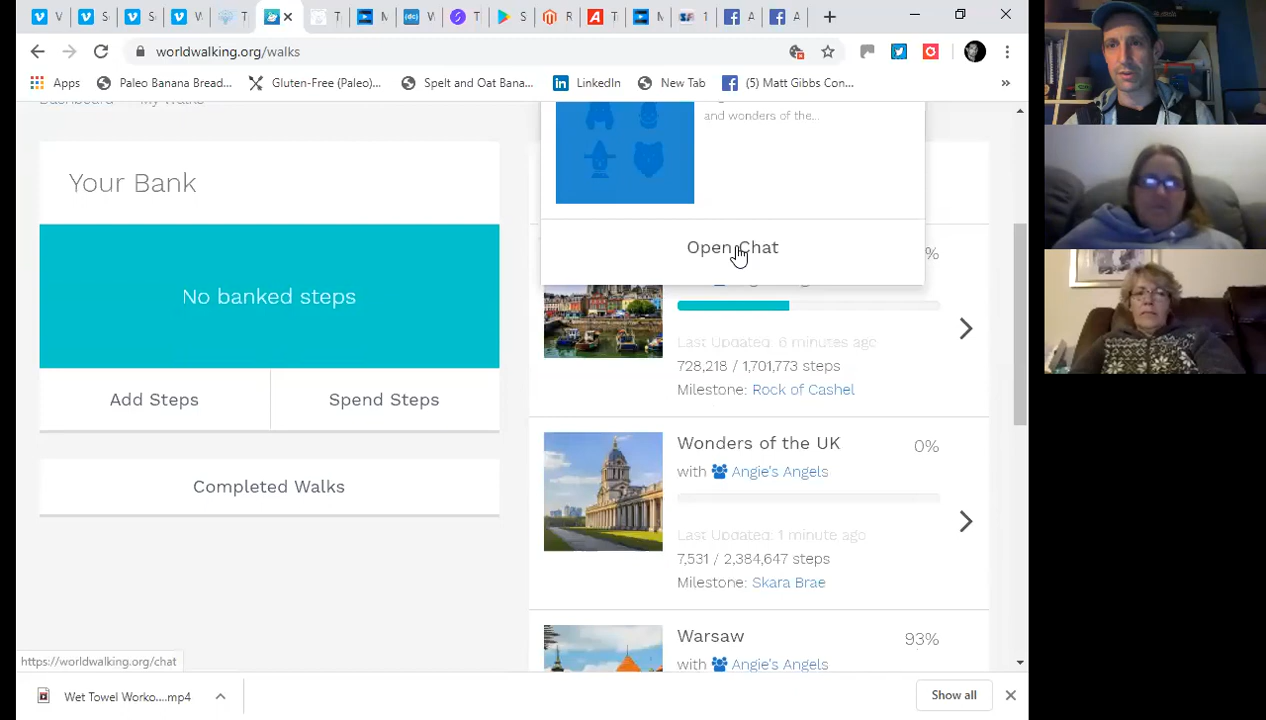 V
S
S
W
T
T
W
T
S
R
T
M
1
A
A
worldwalking.org/walks
Apps
Paleo Banana Bread...
Gluten-Free (Paleo)...
Spelt and Oat Bana...
LinkedIn
New Tab
(5) Matt Gibbs Con...
»
Dashboard
My Walks
and wonders of the...
Your Bank
Open Chat
%
No banked steps
Last Updated: 6 minutes ago
728,218 / 1,701,773 steps
Milestone: Rock of Cashel
Add Steps
Spend Steps
Wonders of the UK
0%
with Angie's Angels
Completed Walks
Last Updated: 1 minute ago
7,531 / 2,384,647 steps
Milestone: Skara Brae
Warsaw
93%
with Angie's Angels
https://worldwalking.org/chat
Wet Towel Worko....mp4
Show all